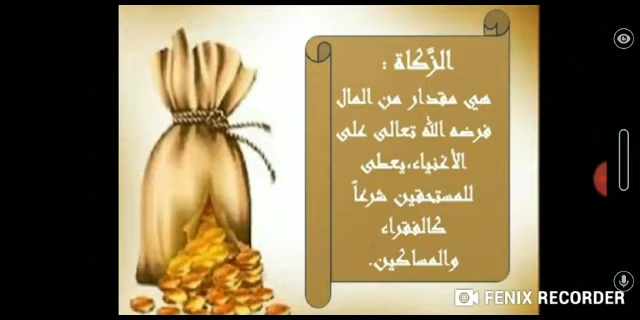 الزَّكاة :
هي مقدار من المال
فرضه الله تعالى على
الأغنياء،يعطى
للمستحقين شرعاً
كالفقراء
والمساكين.
FENIX RECORDER